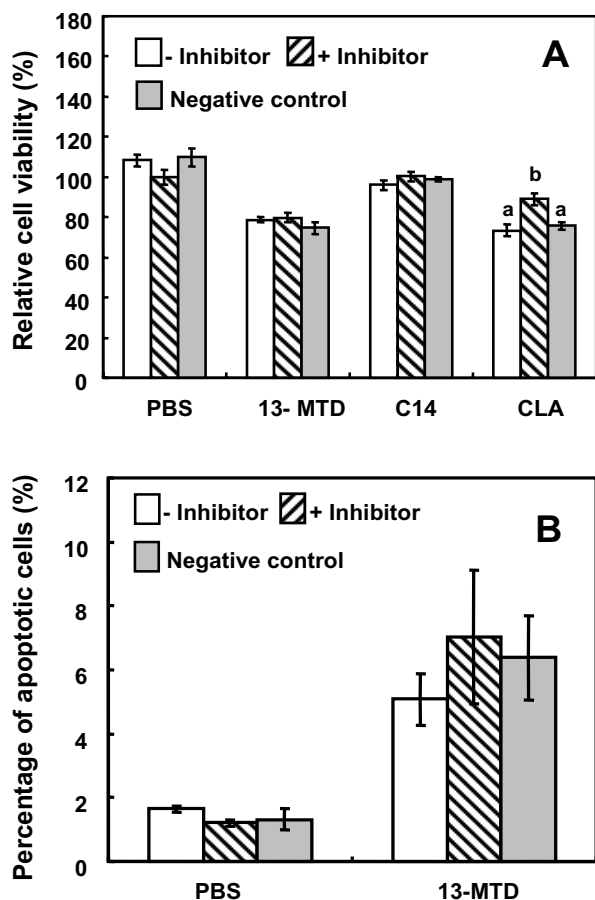 180
160
140
120
100
80
60
40
20
0
Relative cell viability (%)
- Inhibitor + Inhibitor
Negative control
A
a b a
PBS 13- MTD C14 CLA
12
10
8
6
4
2
0
Percentage of apoptotic cells (%)
- Inhibitor + Inhibitor
Negative control
B
PBS 13-MTD